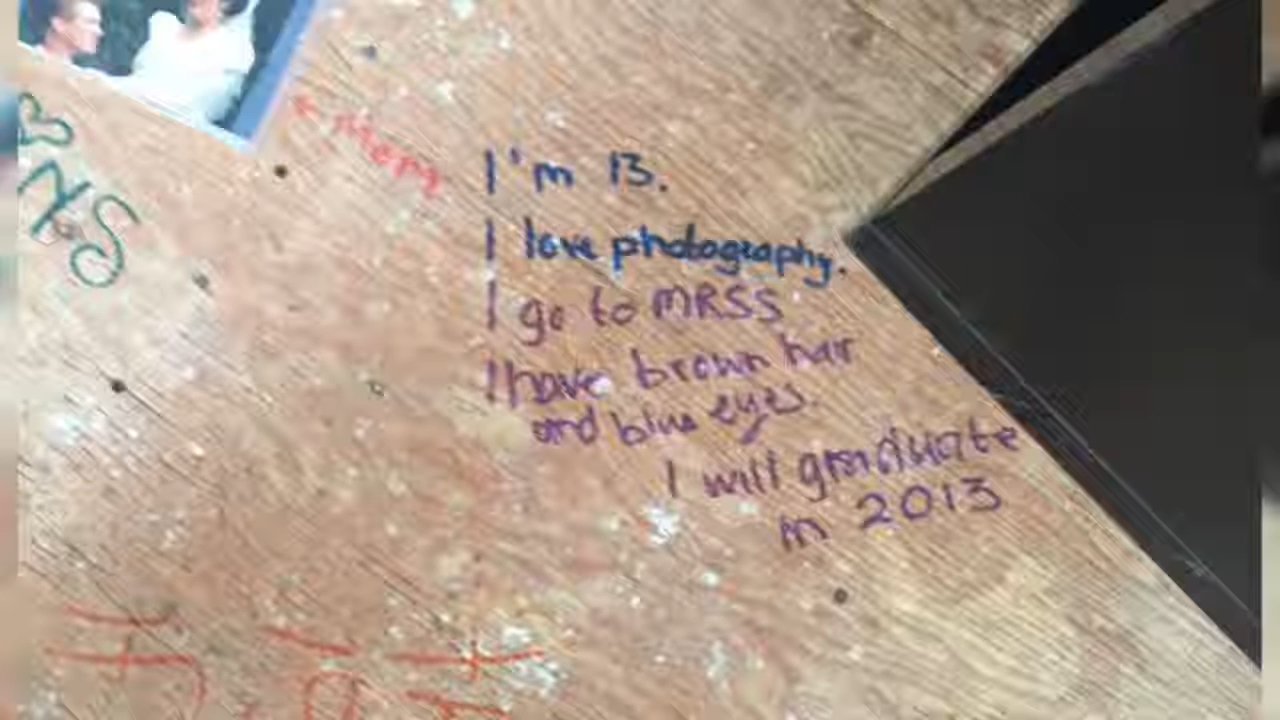 I'm 13.
I love photography.
I go to MRSS
I have brown hair
and blue eyes.
I will graduate
in 2013